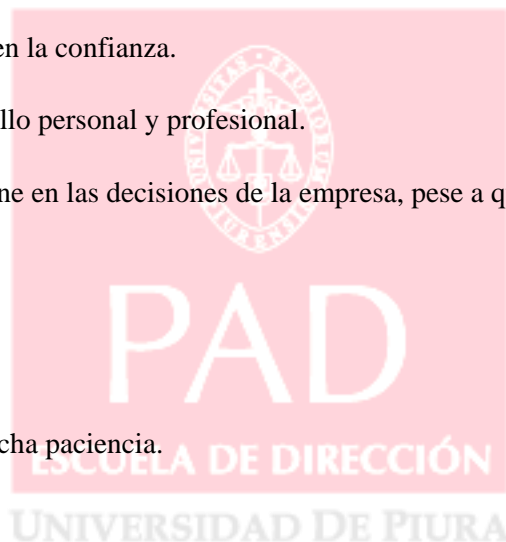 en la confianza.
llo personal y profesional.
ne en las decisiones de la empresa, pese a q
PAD
cha paciencia.
ESCUELA DE DIRECCIÓN
UNIVERSIDAD DE PIURA